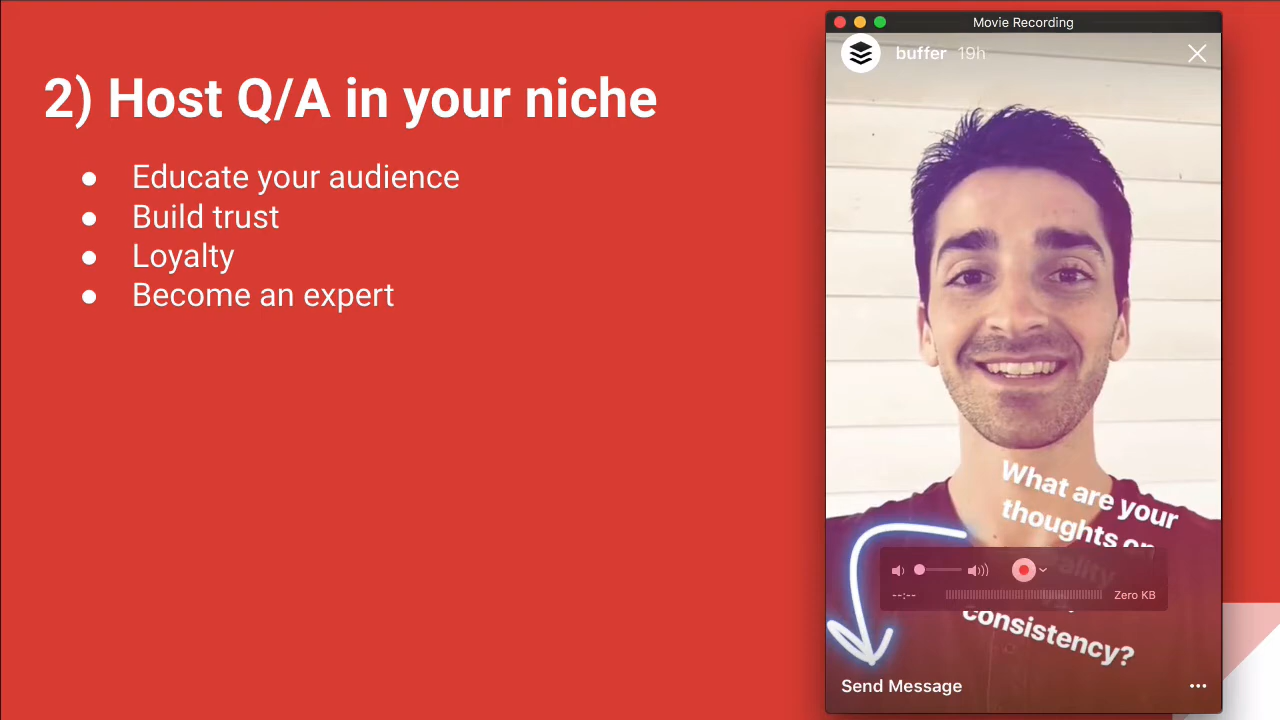 2) Host Q/A in your niche
● Educate your audience
● Build trust
● Loyalty
● Become an expert
Movie Recording
buffer 19h
What are your
thoughts on
consistency?
--:--
Zero KB
Send Message